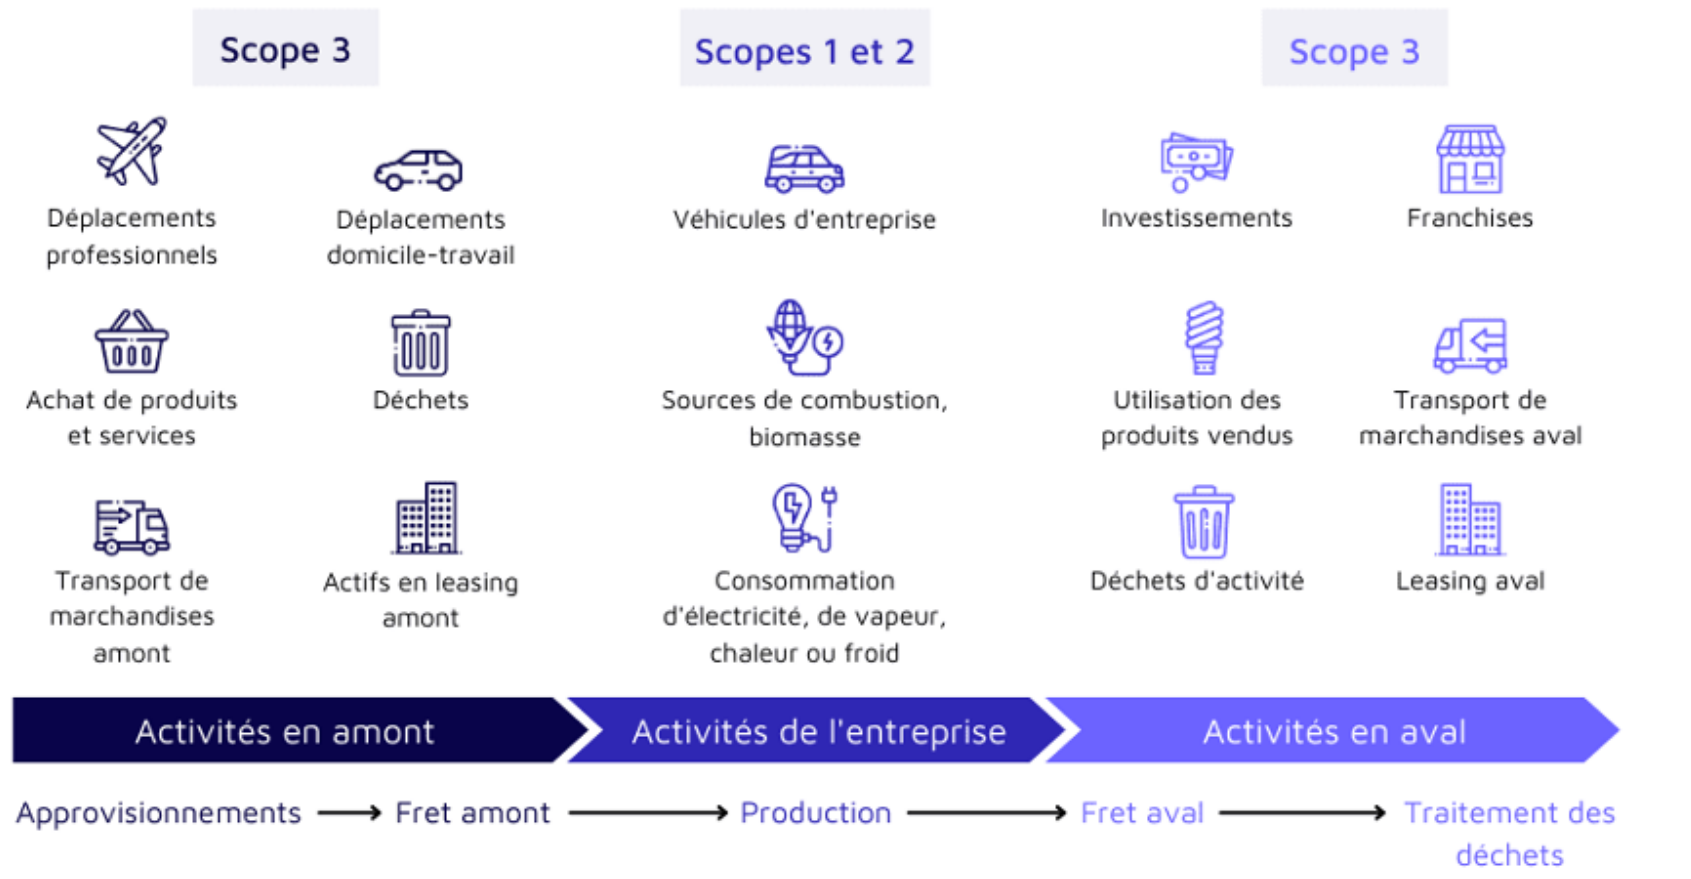 Scope 3
Scopes 1 et 2
Scope 3
Déplacements
professionnels
Déplacements
domicile-travail
Véhicules d'entreprise
Investissements
Franchises
Achat de produits
et services
Déchets
Sources de combustion,
biomasse
Utilisation des
produits vendus
Transport de
marchandises aval
Transport de
marchandises
amont
Actifs en leasing
amont
Consommation
d'électricité, de vapeur,
chaleur ou froid
Déchets d'activité
Leasing aval
Activités en amont
Activités de l'entreprise
Activités en aval
Approvisionnements
Fret amont
Production
Fret aval
Traitement des
déchets